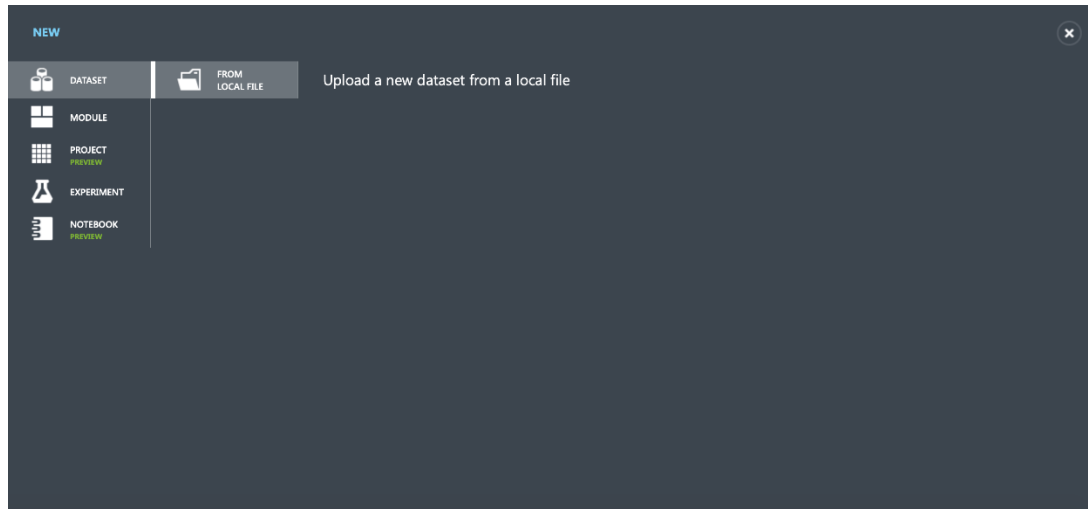 NEW
DATASET
FROM
LOCAL FILE
Upload a new dataset from a local file
MODULE
PROJECT
PREVIEW
EXPERIMENT
NOTEBOOK
PREVIEW